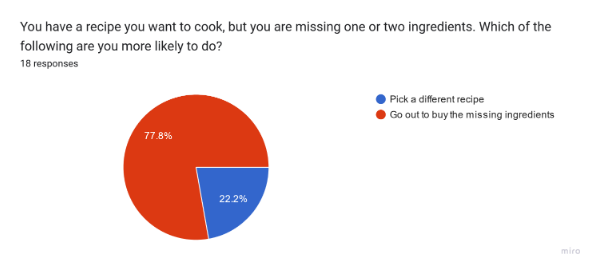 You have a recipe you want to cook, but you are missing one or two ingredients. Which of the
following are you more likely to do?
18 responses
Pick a different recipe
Go out to buy the missing ingredients
77.8%
22.2%
miro